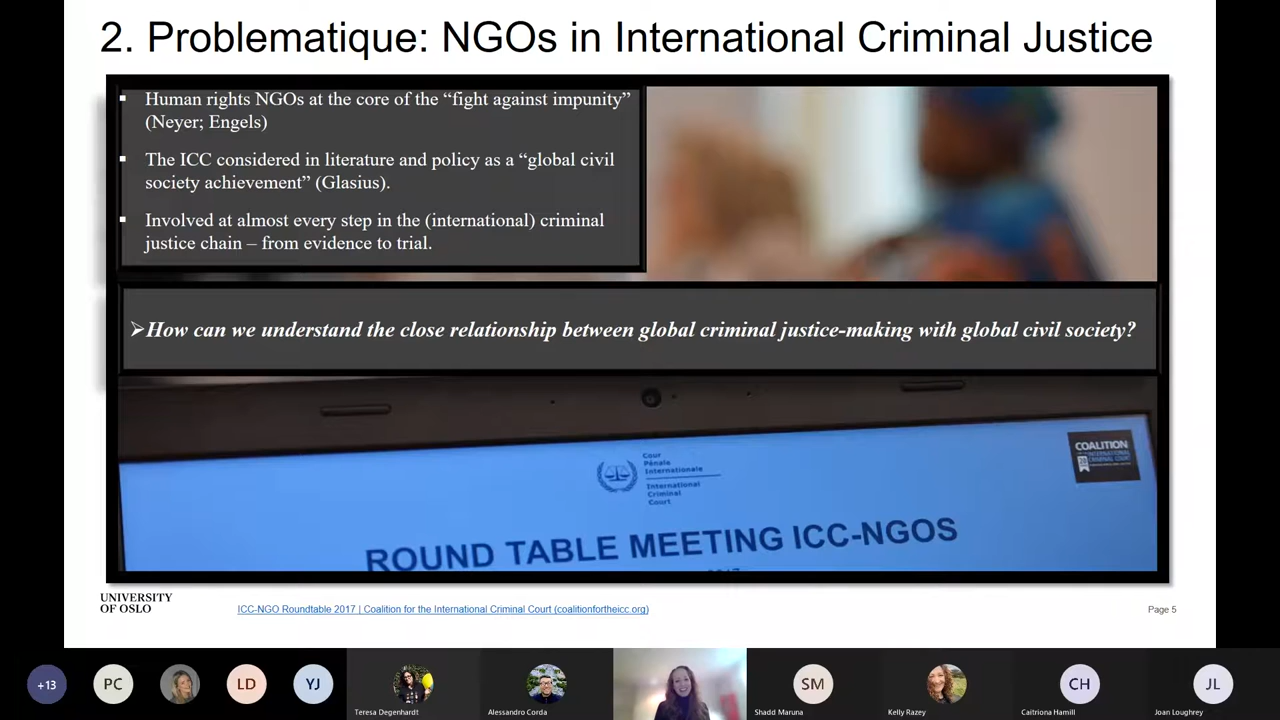 2. Problematique: NGOs in International Criminal Justice
Human rights NGOs at the core of the “fight against impunity”
(Neyer; Engels)
The ICC considered in literature and policy as a “global civil
society achievement” (Glasius).
Involved at almost every step in the (international) criminal
justice chain – from evidence to trial.
How can we understand the close relationship between global criminal justice-making with global civil society?
Cour
Pénale
Internationale
International
Criminal
Court
COALITION
INTERNATIONAL
CRIMINAL COURT
ROUND TABLE MEETING ICC-NGOS
UNIVERSITY
OF OSLO
ICC-NGO Roundtable 2017 | Coalition for the International Criminal Court (coalitionfortheicc.org)
Page 5
+13
PC
LD
YJ
SM
CH
JL
Teresa Degenhardt
Alessandro Corda
Shadd Maruna
Kelly Razey
Caitriona Hamill
Joan Loughrey